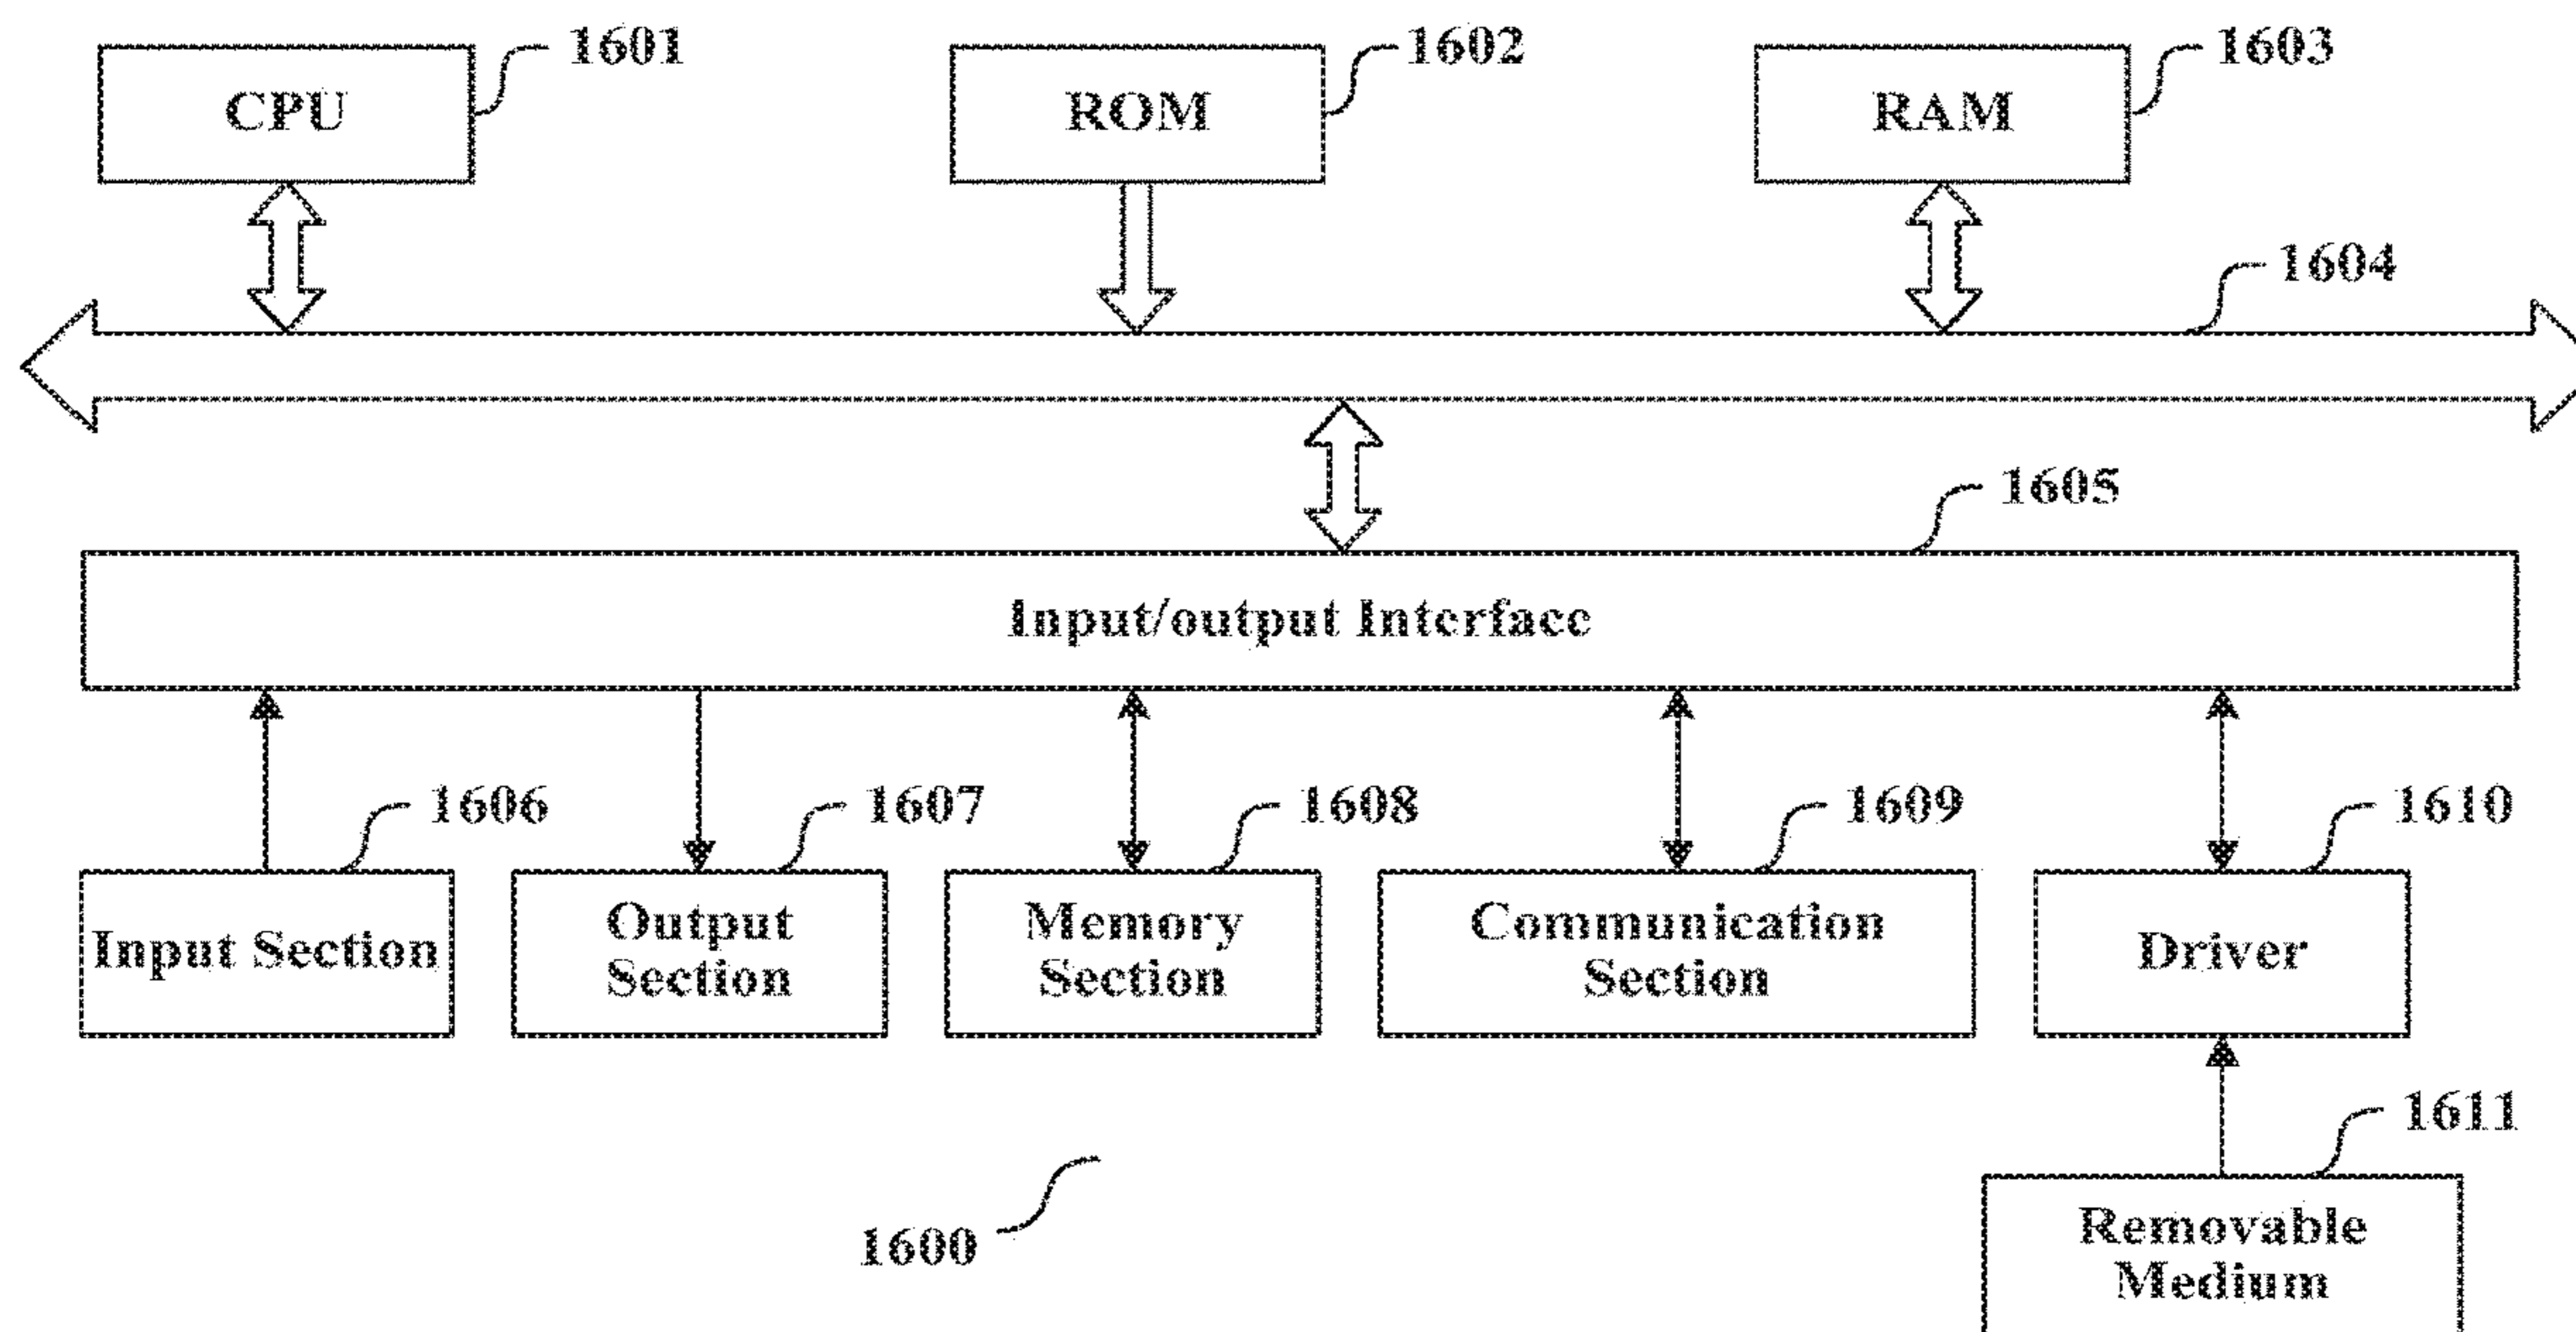 1601
1602
1603
CPU
ROM
RAM
1604
1605
Input/output Interface
1606
1607
1608
1609
1610
Input Section
Output
Section
Memory
Section
Communication
Section
Driver
1611
1600
Removable
Medium